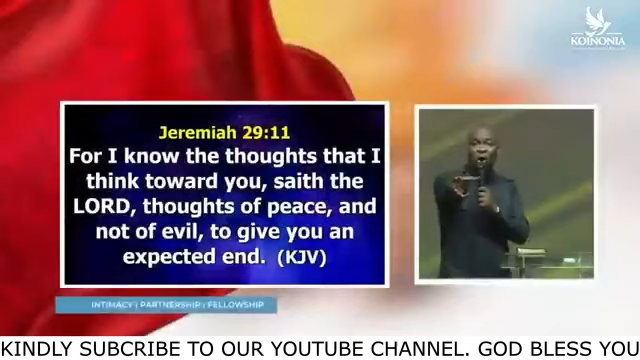 KOINONIA
Jeremiah 29:11
For I know the thoughts that I
think toward you, saith the
LORD, thoughts of peace, and
not of evil, to give you an
expected end. (KJV)
INTIMACY | PARTNERSHIP | FELLOWSHIP
KINDLY SUBCRIBE TO OUR YOUTUBE CHANNEL. GOD BLESS YOU